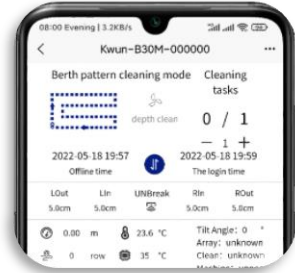 08:00 Evening | 3.2KB/s
Kwun-B30M-000000
Berth pattern cleaning mode
Cleaning tasks
depth clean
0 / 1
− 1 +
2022-05-18 19:57
Offline time
2022-05-18 19:59
The login time
LOut LIn UNBreak RIn ROut
5.0cm 5.0cm 5.0cm 5.0cm
0.00 m 23.6 °C Tilt Angle: 0 °
Array: unknown
0 row 35 °C Clean: unknown